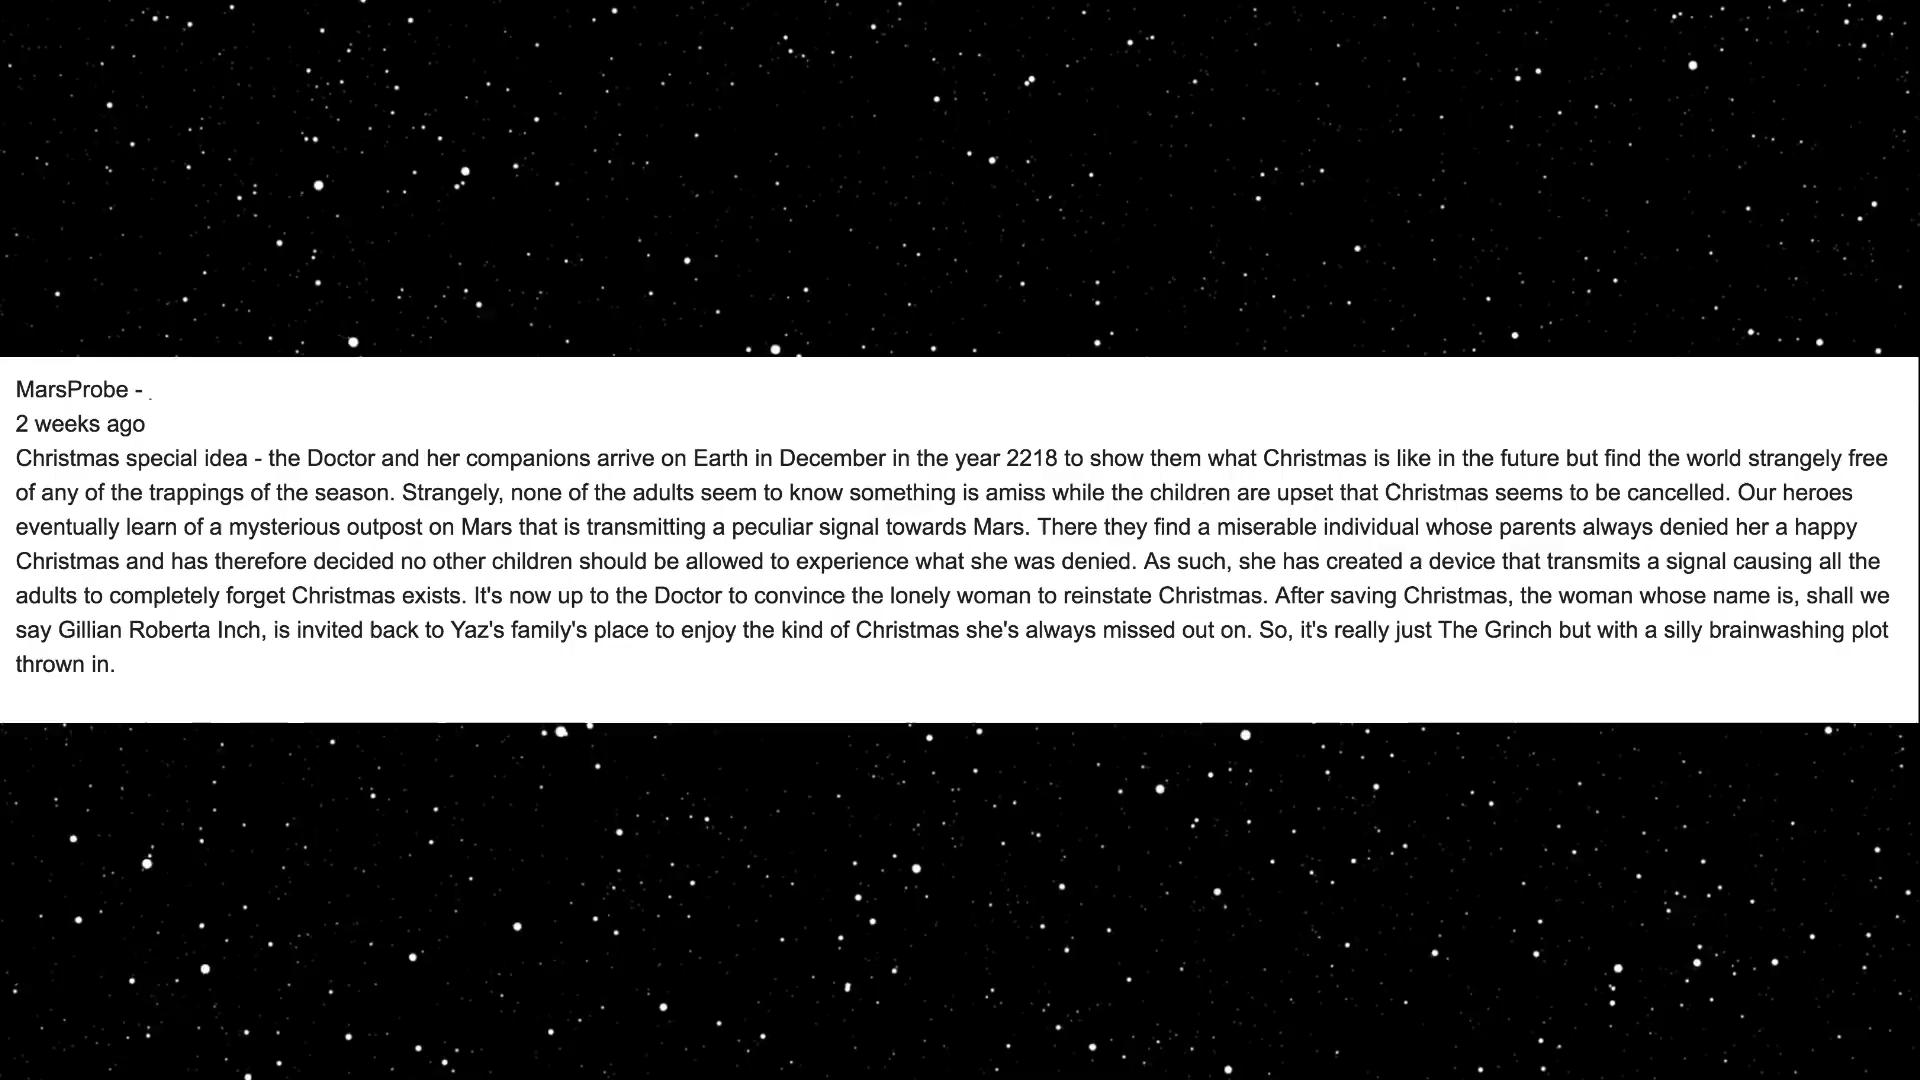 MarsProbe - .
2 weeks ago
Christmas special idea - the Doctor and her companions arrive on Earth in December in the year 2218 to show them what Christmas is like in the future but find the world strangely free
of any of the trappings of the season. Strangely, none of the adults seem to know something is amiss while the children are upset that Christmas seems to be cancelled. Our heroes
eventually learn of a mysterious outpost on Mars that is transmitting a peculiar signal towards Mars. There they find a miserable individual whose parents always denied her a happy
Christmas and has therefore decided no other children should be allowed to experience what she was denied. As such, she has created a device that transmits a signal causing all the
adults to completely forget Christmas exists. It's now up to the Doctor to convince the lonely woman to reinstate Christmas. After saving Christmas, the woman whose name is, shall we
say Gillian Roberta Inch, is invited back to Yaz's family's place to enjoy the kind of Christmas she's always missed out on. So, it's really just The Grinch but with a silly brainwashing plot
thrown in.